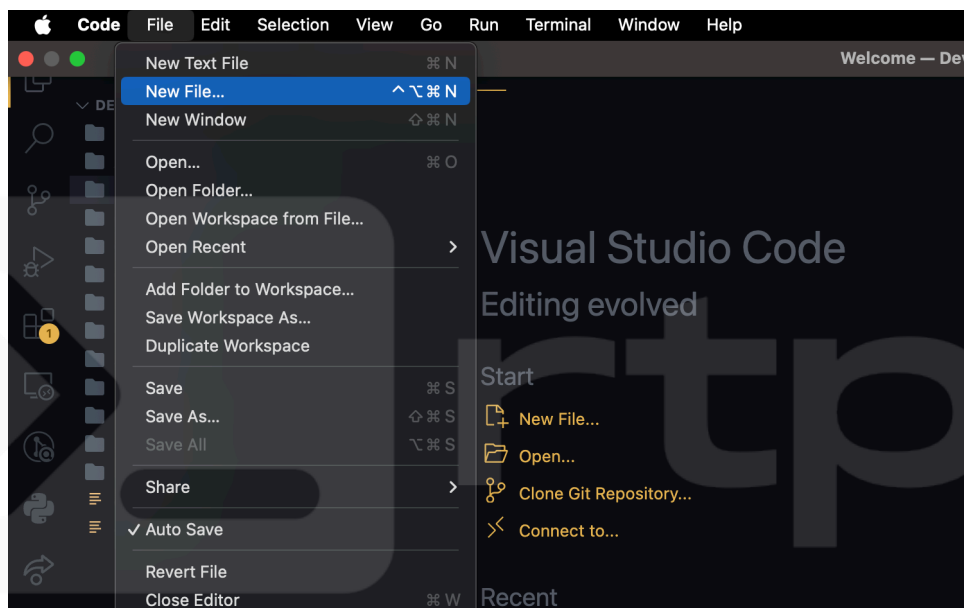 Code File Edit Selection View Go Run Terminal Window Help
Welcome — Dev
DE
New Text File ⌘ N
New File... ^ ⌥ ⌘ N
New Window ⇧ ⌘ N
Open... ⌘ O
Open Folder...
Open Workspace from File...
Open Recent >
Add Folder to Workspace...
Save Workspace As...
Duplicate Workspace
Save ⌘ S
Save As... ⇧ ⌘ S
Save All ⌥ ⌘ S
Share >
✓ Auto Save
Revert File
Close Editor ⌘ W
1
Visual Studio Code
Editing evolved
Start
New File...
Open...
Clone Git Repository...
Connect to...
Recent
rtp